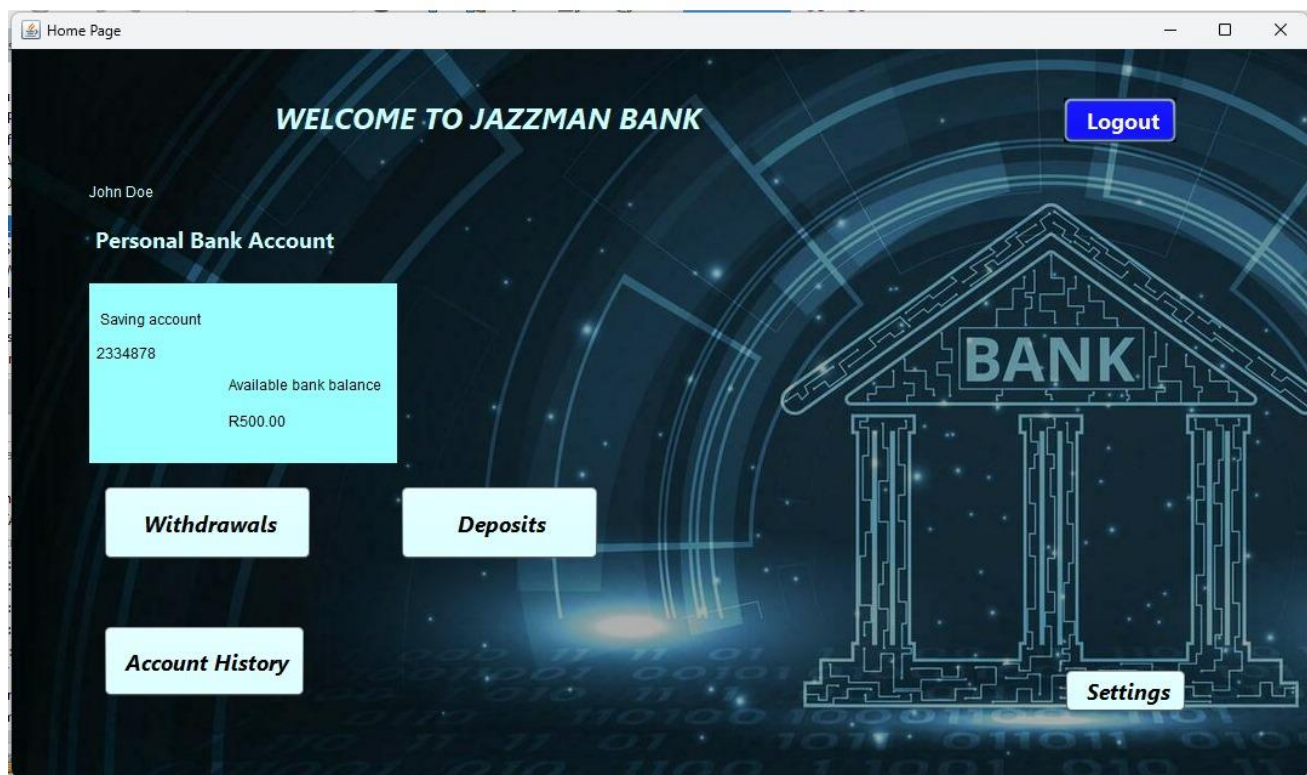 Home Page
WELCOME TO JAZZMAN BANK
Logout
John Doe
Personal Bank Account
Saving account
2334878
Available bank balance
R500.00
BANK
Withdrawals
Deposits
Account History
Settings